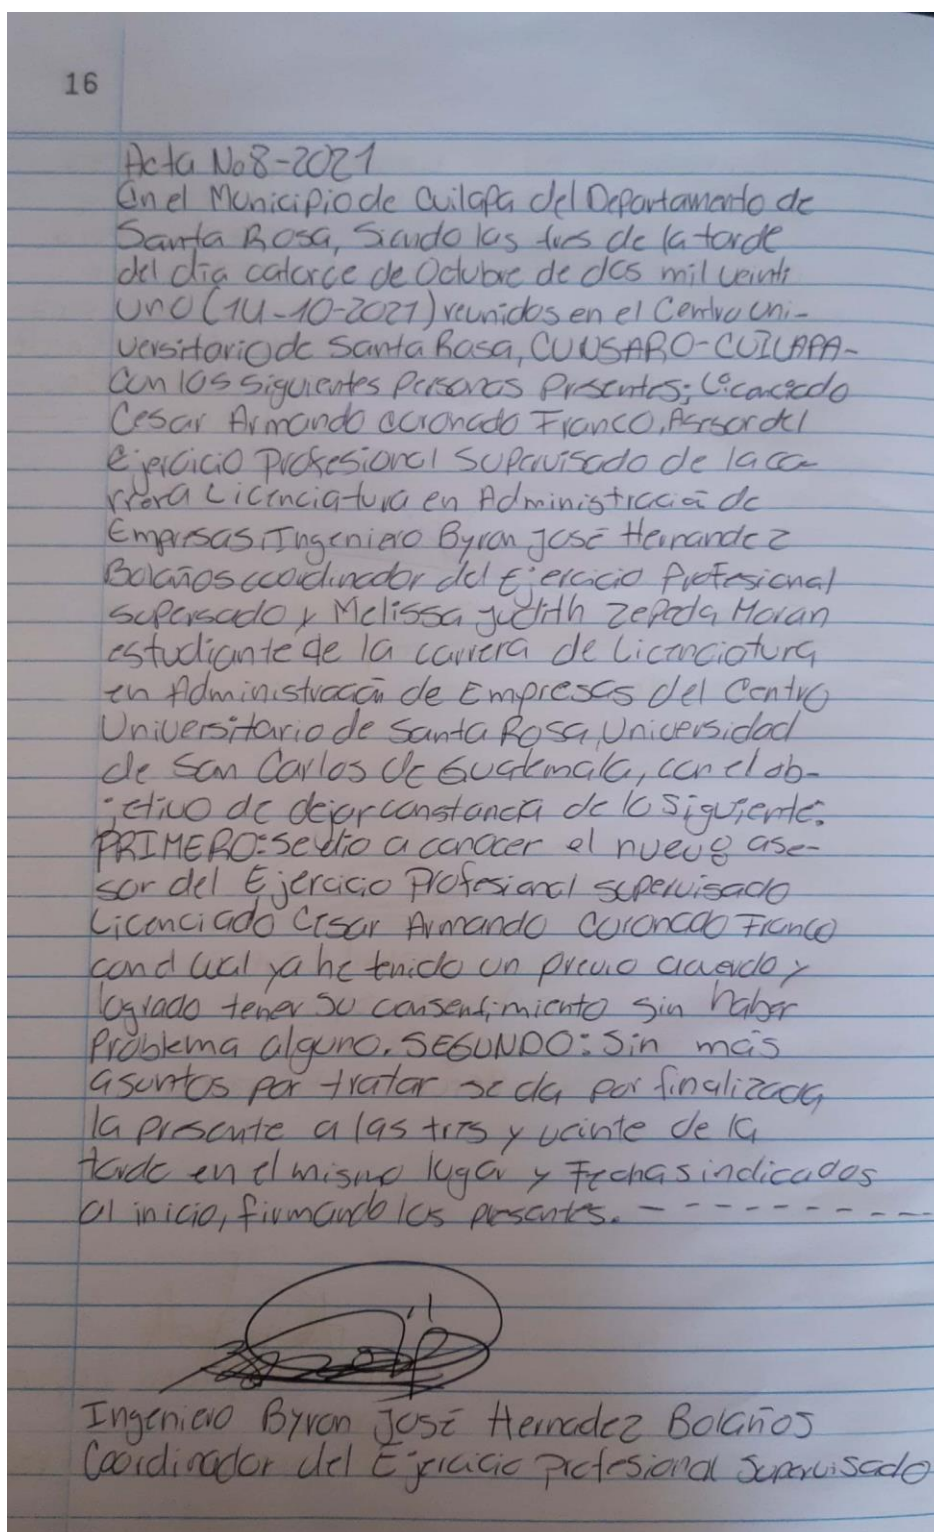 16
Acta No8-2021
En el Municipio de Cuilapa del Departamento de
Santa Rosa, Siendo las tres de la tarde
del día catorce de Octubre de dos mil veinti
uno (14-10-2021) reunidos en el Centro Uni-
versitario de Santa Rosa, CUNSARO-CUILAPA-
Con las siguientes Personas Presentes; Licenciado
Cesar Armando Coronado Franco, Asesor del
Ejercicio Profesional Supervisado de la ca-
rrera Licenciatura en Administración de
Empresas, Ingeniero Byron José Hernandez
Bolaños coordinador del Ejercicio Profesional
supersado y Melissa Judith Zepeda Moran
estudiante de la carrera de Licenciatura
en Administración de Empresas del Centro
Universitario de Santa Rosa, Universidad
de San Carlos de Guatemala, con el ob-
jetivo de dejar constancia de lo siguiente:
PRIMERO: Se dio a conocer el nuevo ase-
sor del Ejercicio Profesional supervisado
Licenciado Cesar Armando Coronado Franco
con el cual ya he tenido un previo acuerdo y
logrado tener su consentimiento sin haber
Problema alguno. SEGUNDO: Sin más
asuntos por tratar se da por finalizada
la presente a las tres y veinte de la
tarde en el mismo lugar y Fechas indicados
al inicio, firmando los presentes. - - - - - - - - - -
Ingeniero Byron José Hernadez Bolaños
Coordinador del Ejercicio profesional Supervisado